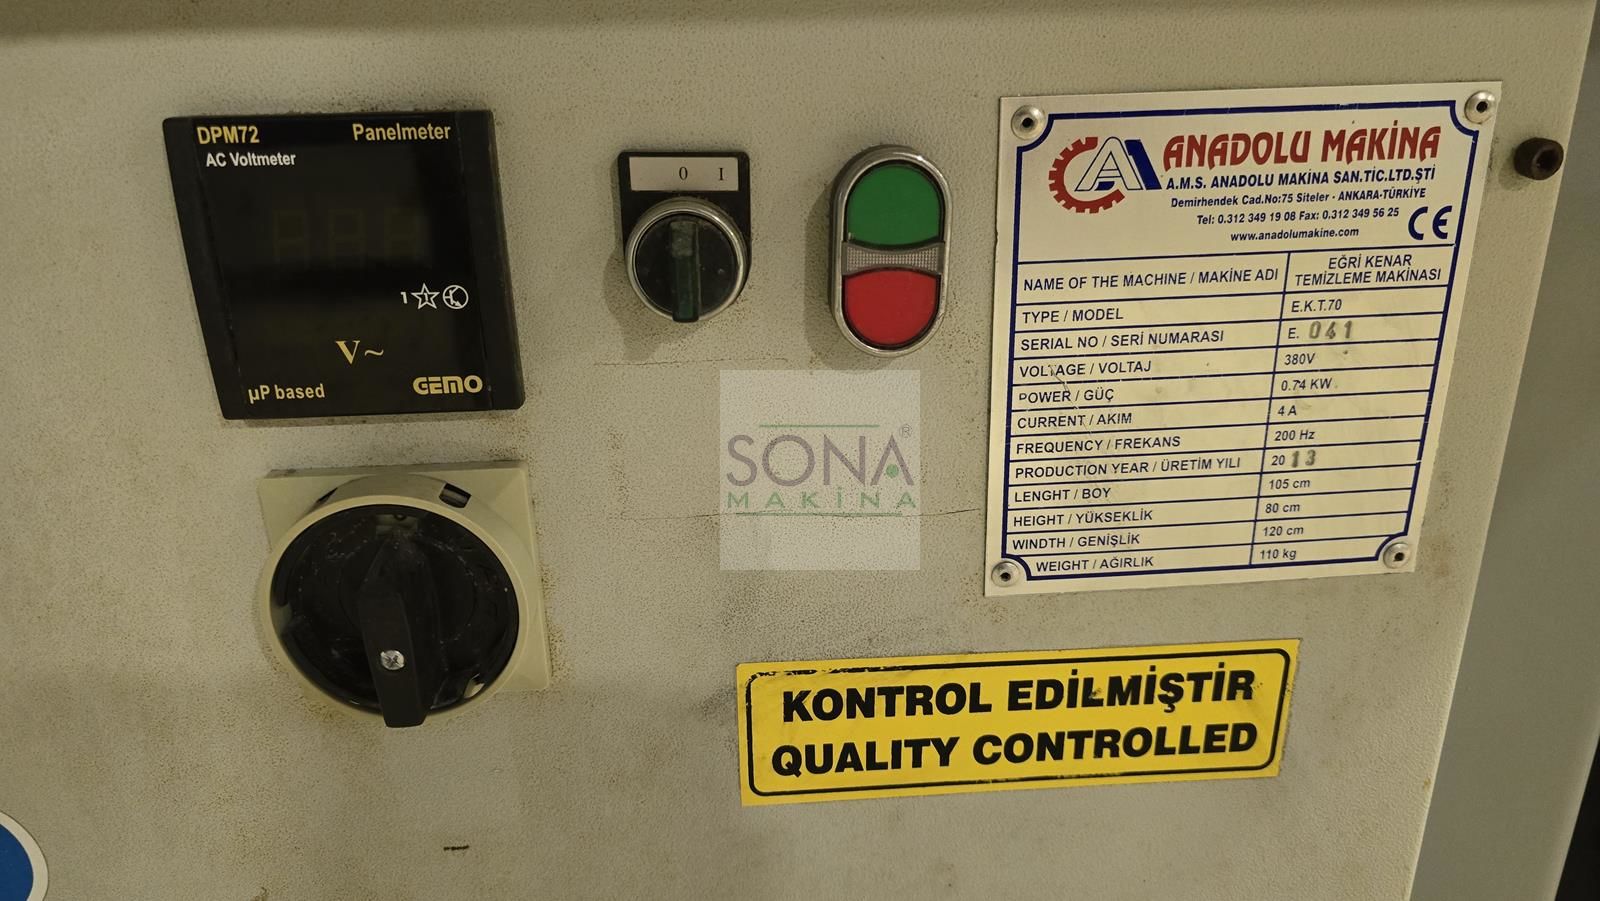 DPM72 Panelmeter
AC Voltmeter
1
V~
µP based GEMO
0 I
ANADOLU MAKİNA
A.M.S. ANADOLU MAKİNA SAN.TİC.LTD.ŞTİ
Demirhendek Cad.No:75 Siteler - ANKARA-TÜRKİYE
Tel: 0.312 349 19 08 Fax: 0.312 349 56 25
www.anadolumakine.com
CE
NAME OF THE MACHINE / MAKİNE ADI EĞRİ KENAR TEMİZLEME MAKİNASI
TYPE / MODEL E.K.T.70
SERIAL NO / SERİ NUMARASI E. 041
VOLTAGE / VOLTAJ 380V
POWER / GÜÇ 0.74 KW
CURRENT / AKIM 4 A
FREQUENCY / FREKANS 200 Hz
PRODUCTION YEAR / ÜRETİM YILI 2013
LENGHT / BOY 105 cm
HEIGHT / YÜKSEKLİK 80 cm
WINDTH / GENİŞLİK 120 cm
WEIGHT / AĞIRLIK 110 kg
SONA®
MAKİNA
KONTROL EDİLMİŞTİR
QUALITY CONTROLLED